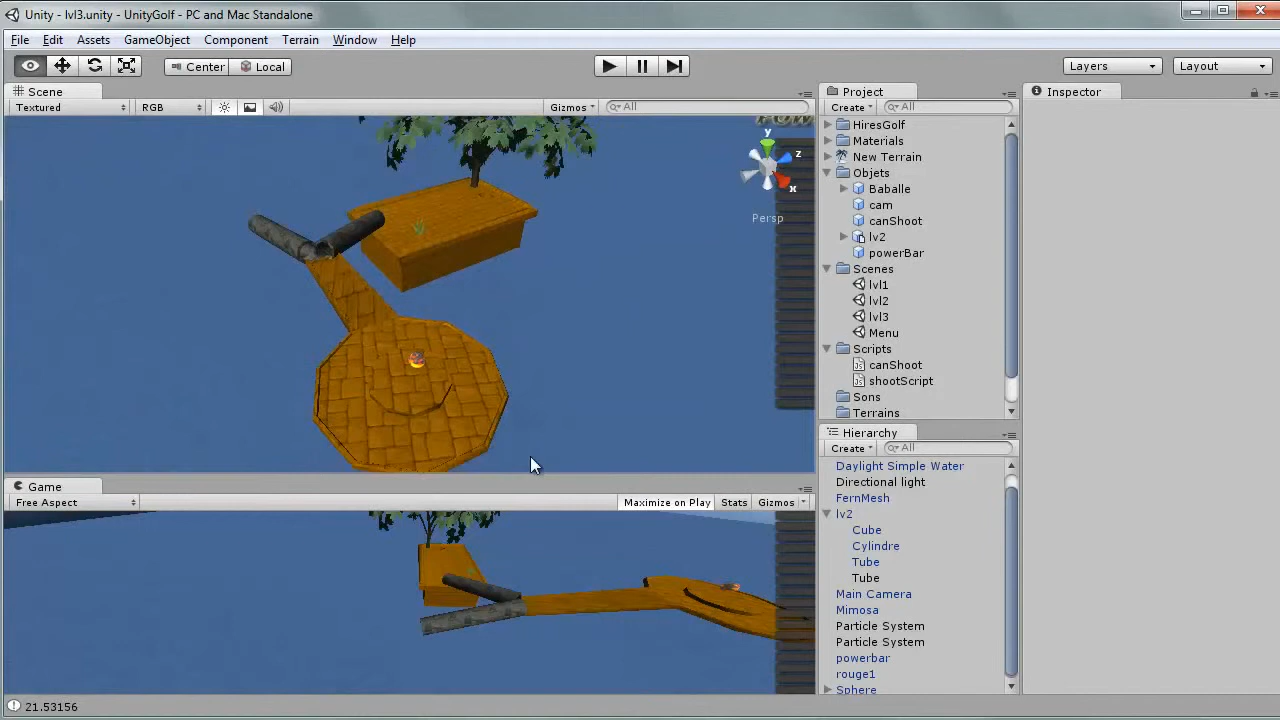 Unity - lvl3.unity - UnityGolf - PC and Mac Standalone
File Edit Assets GameObject Component Terrain Window Help
Center Local Layers Layout
Scene
Textured RGB Gizmos All
y
z
x
Persp
Game
Free Aspect Maximize on Play Stats Gizmos
Project
Create All
HiresGolf
Materials
New Terrain
Objets
Baballe
cam
canShoot
lv2
powerBar
Scenes
lvl1
lvl2
lvl3
Menu
Scripts
canShoot
shootScript
Sons
Terrains
Hierarchy
Create All
Daylight Simple Water
Directional light
FernMesh
lv2
Cube
Cylindre
Tube
Tube
Main Camera
Mimosa
Particle System
Particle System
powerbar
rouge1
Sphere
Inspector
21.53156